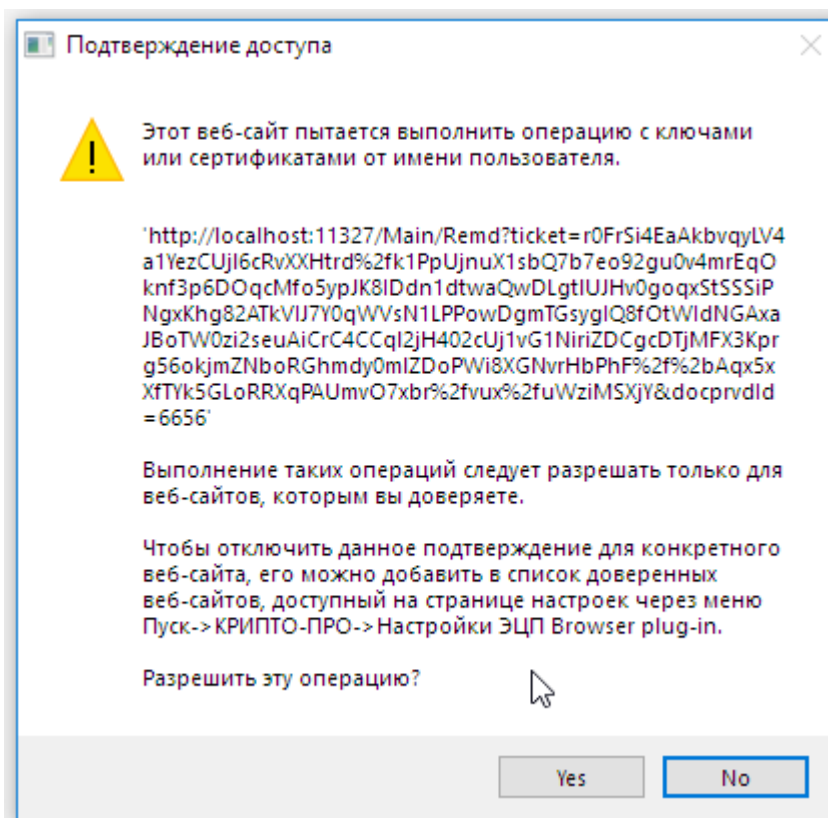 Подтверждение доступа
Этот веб-сайт пытается выполнить операцию с ключами
или сертификатами от имени пользователя.
'http://localhost:11327/Main/Remd?ticket=r0FrSi4EaAkbvqyLV4
a1YezCUjI6cRvXXHtrd%2fk1PpUjnuX1sbQ7b7eo92gu0v4mrEqO
knf3p6DOqcMfo5ypJK8IDdn1dtwaQwDLgtIUJHv0goqxStSSSiP
NgxKhg82ATkVIJ7Y0qWVsN1LPPowDgmTGsygIQ8fOtWIdNGAxa
JBoTW0zi2seuAiCrC4CCqI2jH402cUj1vG1NiriZDCgcDTjMFX3Kpr
g56okjmZNboRGhmdy0mIZDoPWi8XGNvrHbPhF%2f%2bAqx5x
XfTYk5GLoRRXqPAUmvO7xbr%2fvux%2fuWziMSXjY&docprvdId
=6656'
Выполнение таких операций следует разрешать только для
веб-сайтов, которым вы доверяете.
Чтобы отключить данное подтверждение для конкретного
веб-сайта, его можно добавить в список доверенных
веб-сайтов, доступный на странице настроек через меню
Пуск->КРИПТО-ПРО->Настройки ЭЦП Browser plug-in.
Разрешить эту операцию?
Yes
No